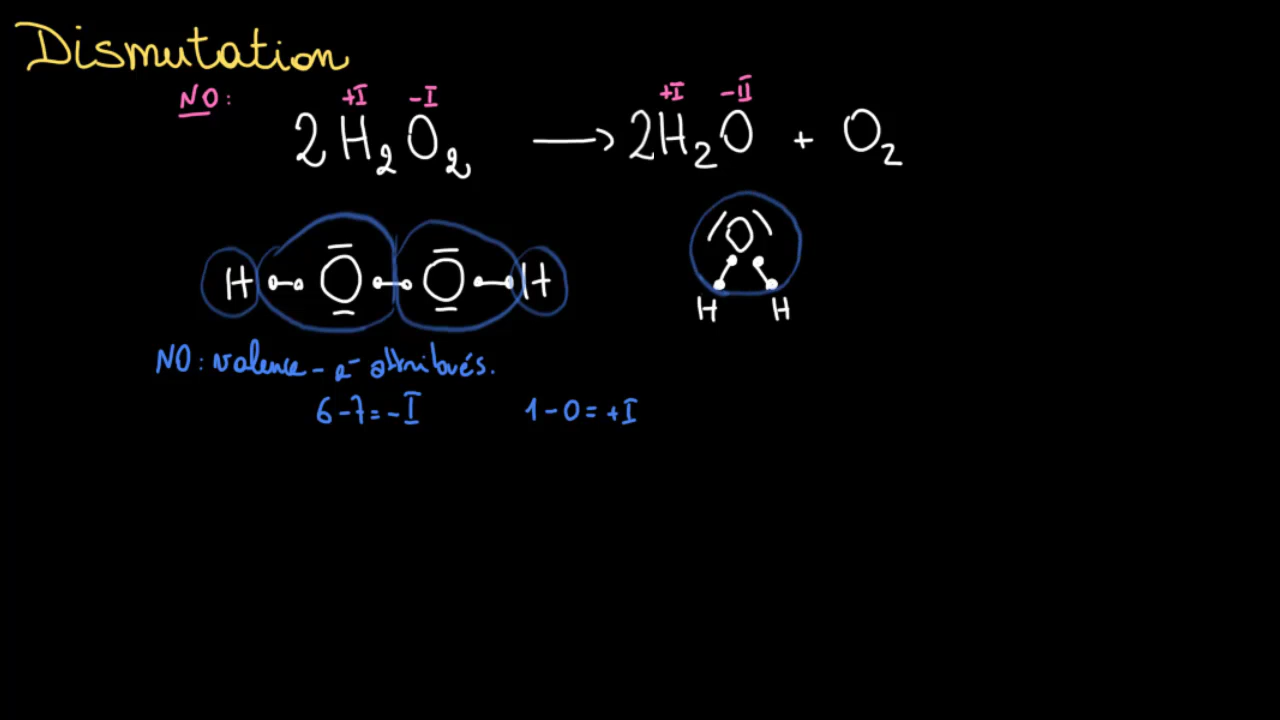 Dismutation
NO: +I -I +I -II
2H₂O₂ → 2H₂O + O₂
H O O H
O
H H
NO: valence - e⁻ attribués.
6-7=-I 1-0=+I